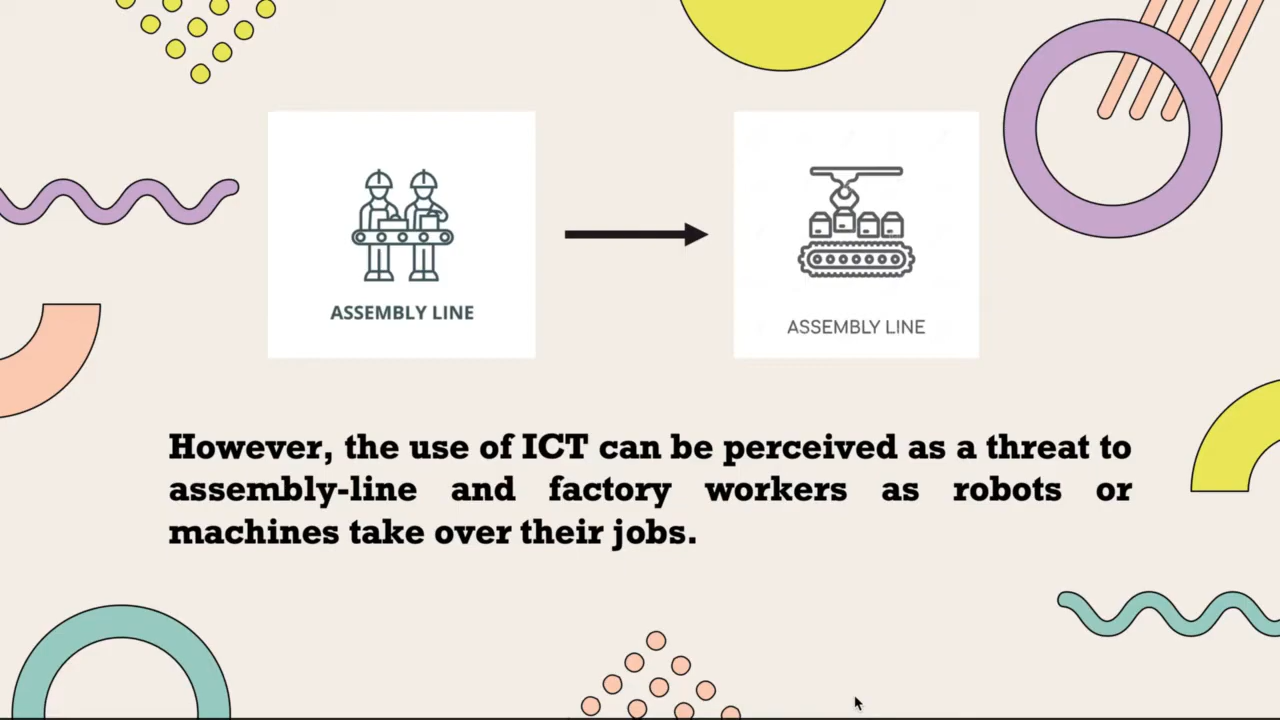 ASSEMBLY LINE
ASSEMBLY LINE
However, the use of ICT can be perceived as a threat to
assembly-line and factory workers as robots or
machines take over their jobs.